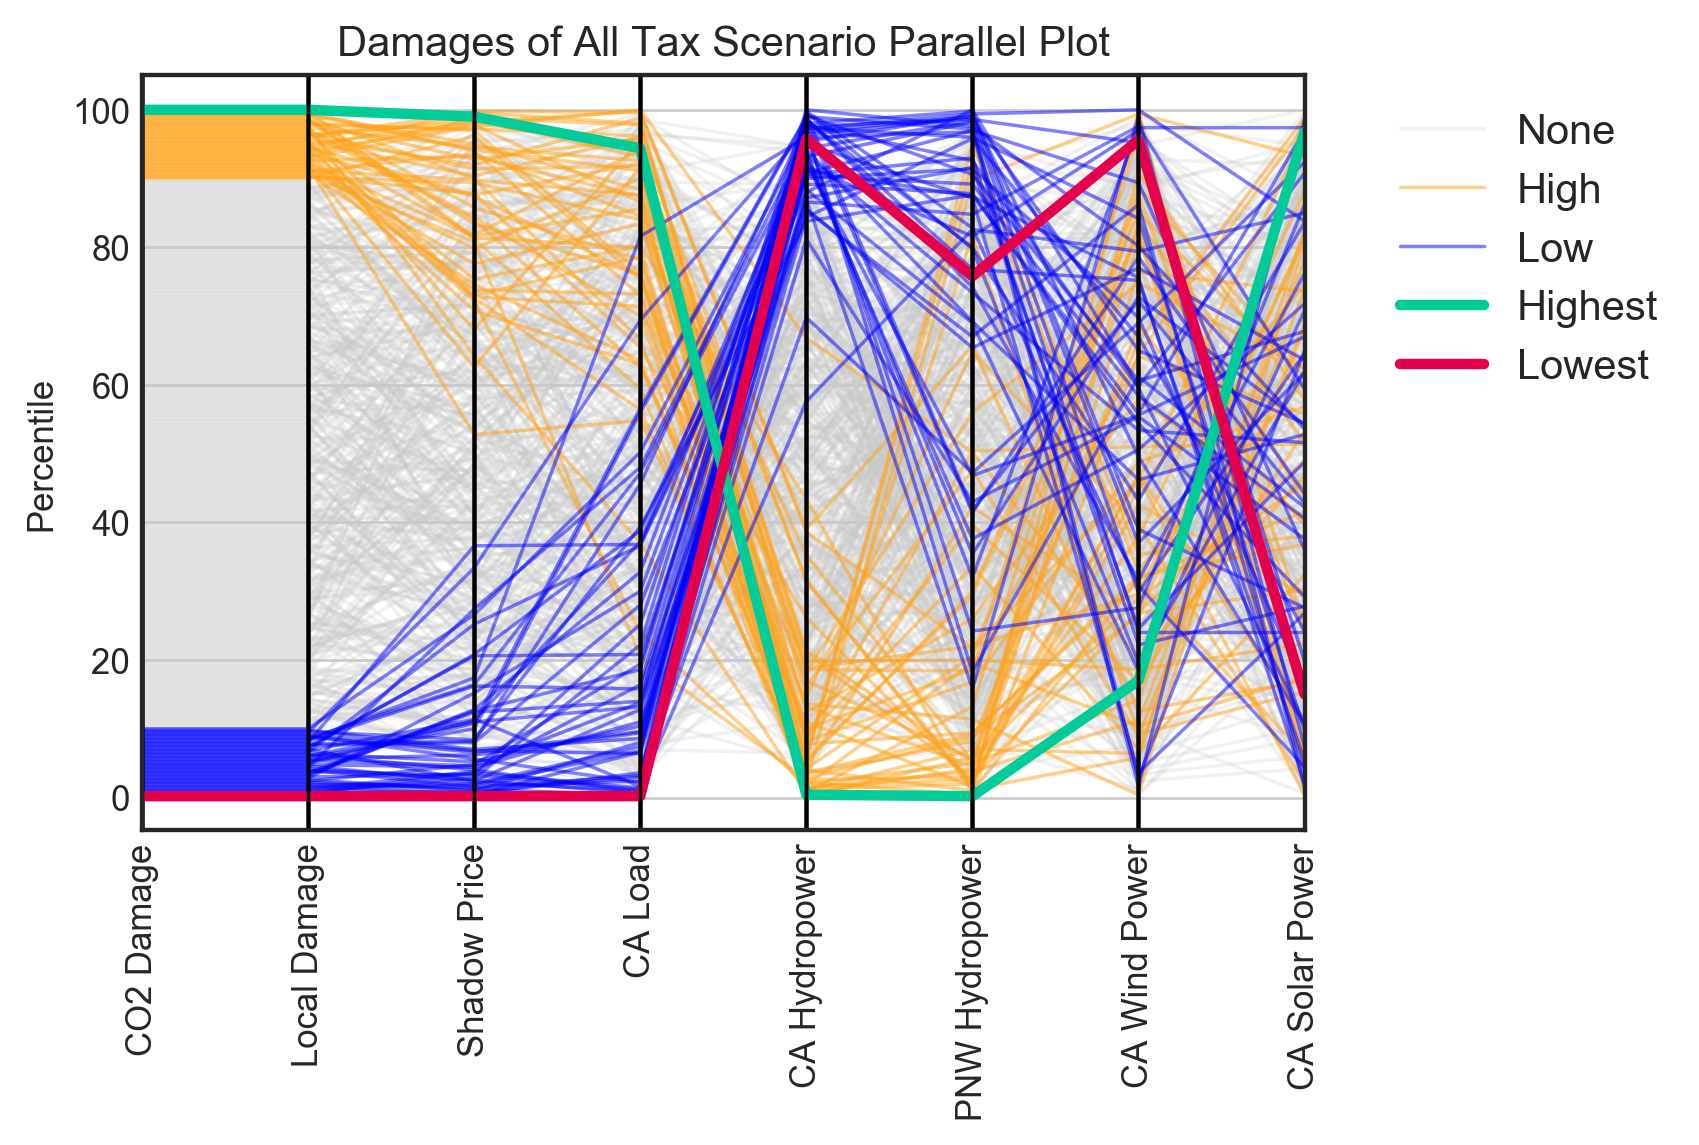 Damages of All Tax Scenario Parallel Plot
100
80
60
40
20
0
Percentile
CO2 Damage
Local Damage
Shadow Price
CA Load
CA Hydropower
PNW Hydropower
CA Wind Power
CA Solar Power
None
High
Low
Highest
Lowest